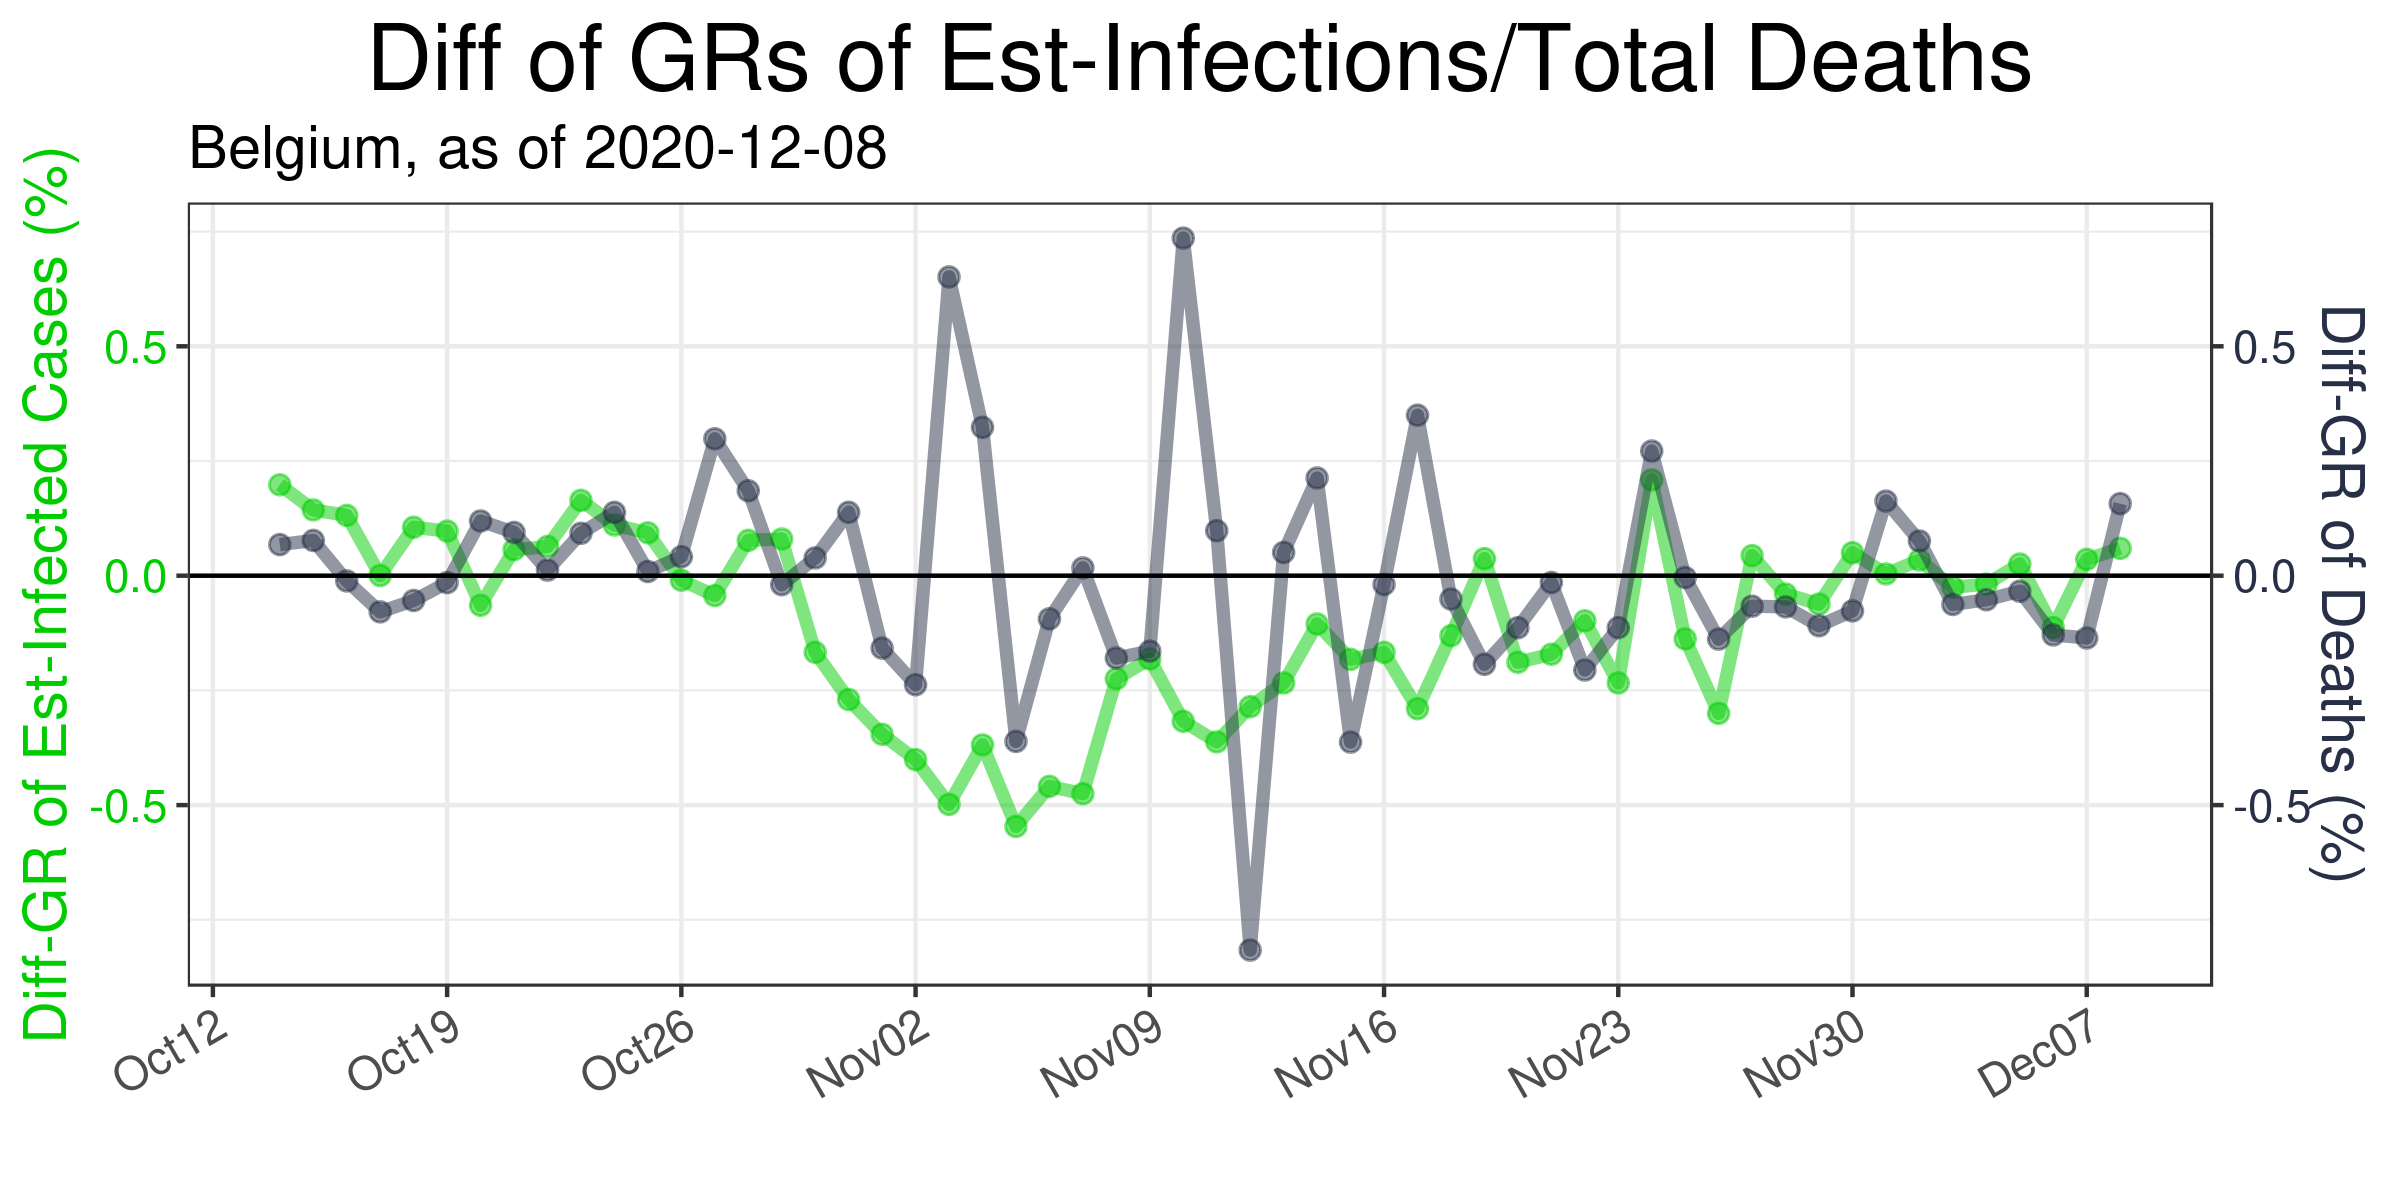 Diff of GRs of Est-Infections/Total Deaths
Belgium, as of 2020-12-08
Diff-GR of Est-Infected Cases (%)
0.5
0.0
-0.5
0.5
0.0
-0.5
Diff-GR of Deaths (%)
Oct12
Oct19
Oct26
Nov02
Nov09
Nov16
Nov23
Nov30
Dec07